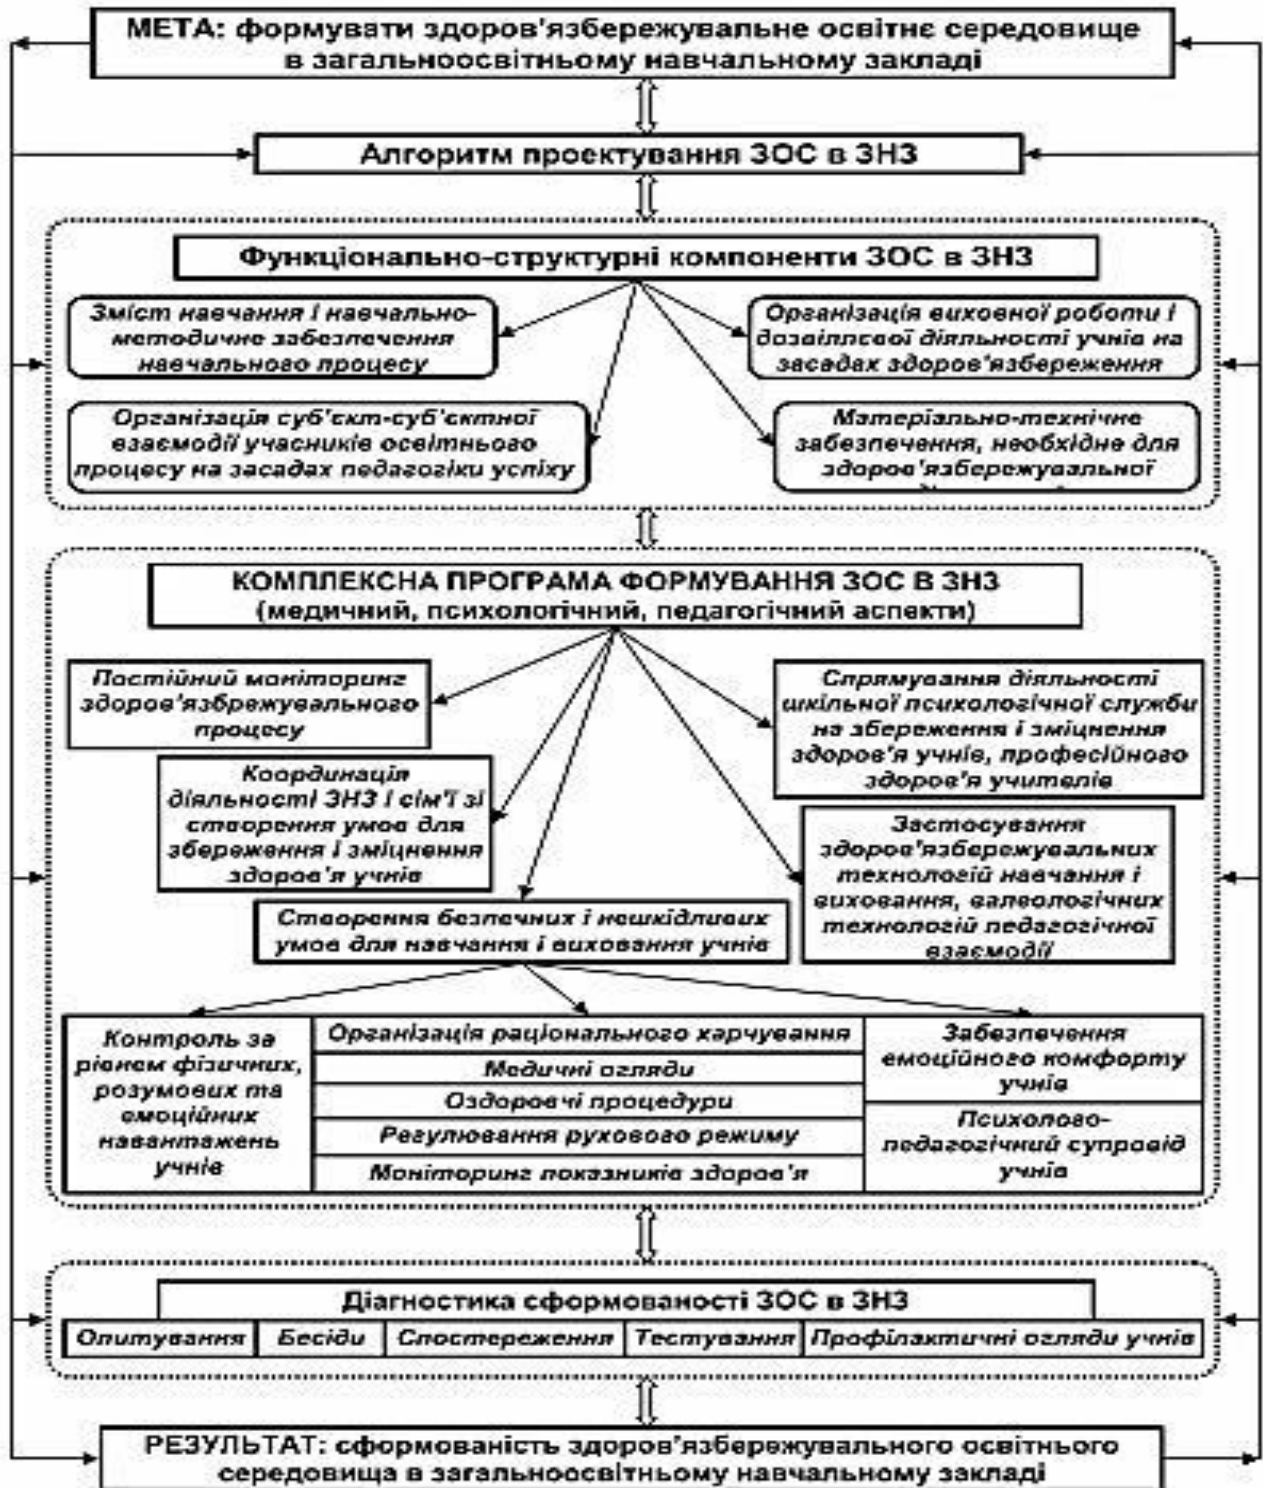 МЕТА: формувати здоров'язбережувальне освітнє середовище
в загальноосвітньому навчальному закладі
Алгоритм проектування ЗОС в ЗНЗ
Функціонально-структурні компоненти ЗОС в ЗНЗ
Зміст навчання і навчально-
методичне забезпечення
навчального процесу
Організація виховної роботи і
дозвіллєвої діяльності учнів на
засадах здоров'язбереження
Організація суб'єкт-суб'єктної
взаємодії учасників освітнього
процесу на засадах педагогіки успіху
Матеріально-технічне
забезпечення, необхідне для
здоров'язбережувальної
КОМПЛЕКСНА ПРОГРАМА ФОРМУВАННЯ ЗОС В ЗНЗ
(медичний, психологічний, педагогічний аспекти)
Постійний моніторинг
здоров'язбрежувального
процесу
Спрямування діяльності
шкільної психологічної служби
на збереження і зміцнення
здоров'я учнів, професійного
здоров'я учителів
Координація
діяльності ЗНЗ і сім'ї зі
створення умов для
збереження і зміцнення
здоров'я учнів
Застосування
здоров'язбережувальних
технологій навчання і
виховання, валеологічних
технологій педагогічної
взаємодії
Створення безпечних і нешкідливих
умов для навчання і виховання учнів
Контроль за
рівнем фізичних,
розумових та
емоційних
навантажень
учнів
Організація раціонального харчування
Медичні огляди
Оздоровчі процедури
Регулювання рухового режиму
Моніторинг показників здоров'я
Забезпечення
емоційного комфорту
учнів
Психолого-
педагогічний супровід
учнів
Діагностика сформованості ЗОС в ЗНЗ
Опитування Бесіди Спостереження Тестування Профілактичні огляди учнів
РЕЗУЛЬТАТ: сформованість здоров'язбережувального освітнього
середовища в загальноосвітньому навчальному закладі